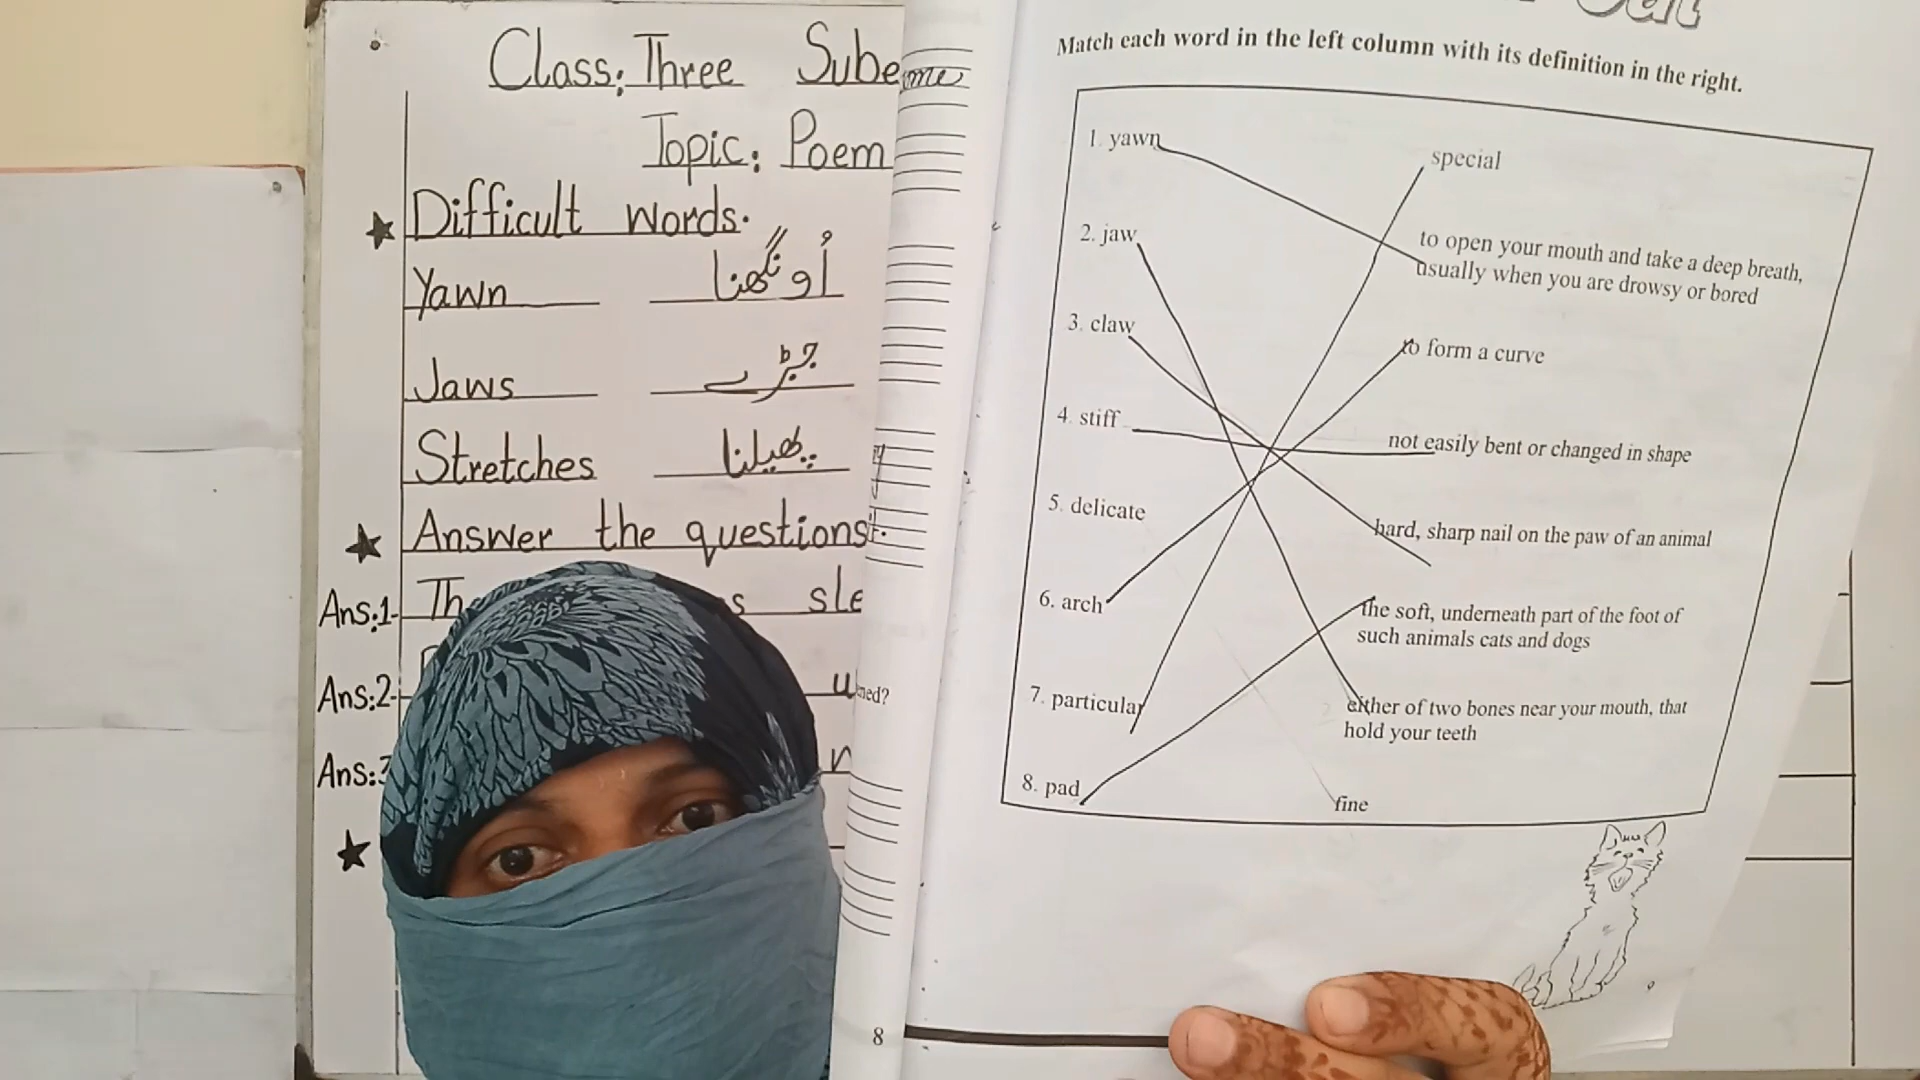 Class: Three Sube
Topic: Poem
Difficult words.
Yawn أونگھنا
Jaws جبڑے
Stretches پھیلنا
Answer the questions:
Ans:1- Th s sle
Ans:2- u
Ans:3 n
ned?
8
Match each word in the left column with its definition in the right.
1. yawn
2. jaw
3. claw
4. stiff
5. delicate
6. arch
7. particular
8. pad
special
to open your mouth and take a deep breath,
usually when you are drowsy or bored
to form a curve
not easily bent or changed in shape
hard, sharp nail on the paw of an animal
the soft, underneath part of the foot of
such animals cats and dogs
either of two bones near your mouth, that
hold your teeth
fine